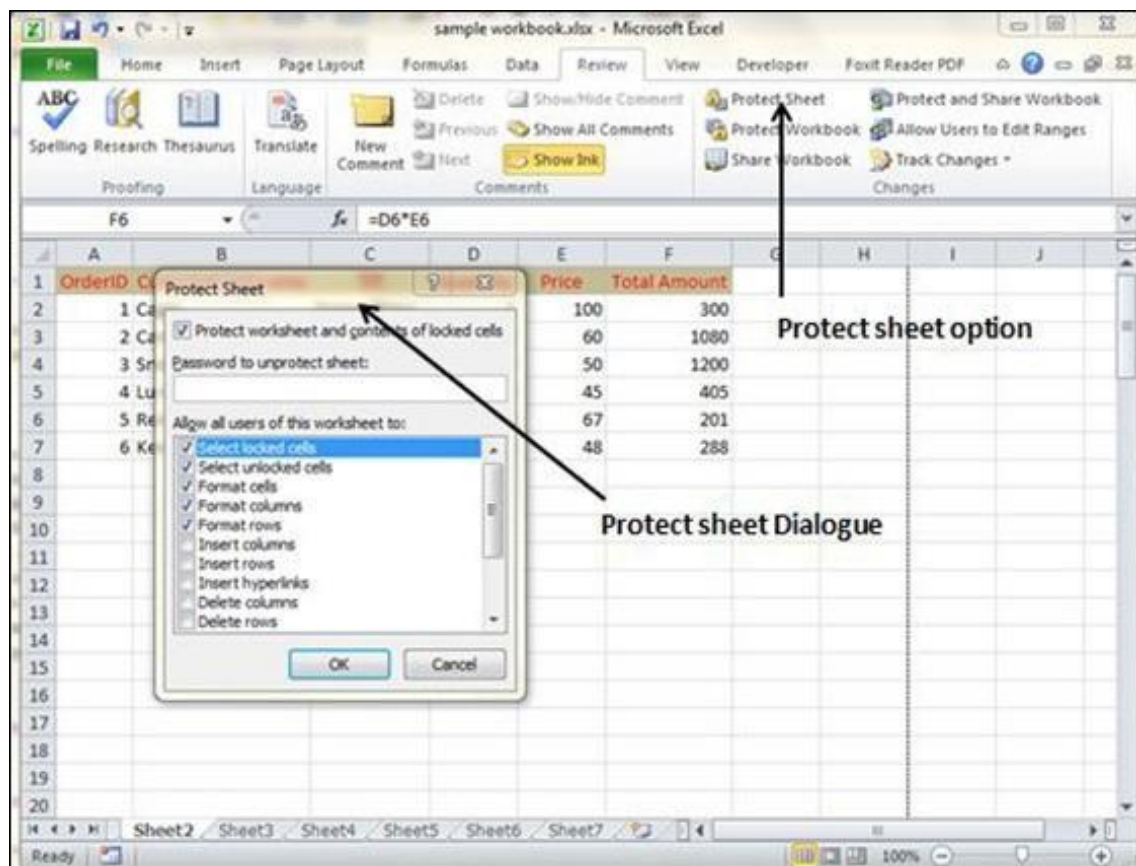 sample workbook.xlsx - Microsoft Excel
File Home Insert Page Layout Formulas Data Review View Developer Foxit Reader PDF
ABC
Spelling Research Thesaurus Translate New Comment
Delete Show/Hide Comment Protect Sheet Protect and Share Workbook
Previous Show All Comments Protect Workbook Allow Users to Edit Ranges
Next Show Ink Share Workbook Track Changes
Proofing Language Comments Changes
F6 fx =D6*E6
A B C D E F G H I J
1 OrderID Price Total Amount
2 1 Ca 100 300
3 2 Ca 60 1080
4 3 Sm 50 1200
5 4 Lu 45 405
6 5 Re 67 201
7 6 Ke 48 288
8
9
10
11
12
13
14
15
16
17
18
19
20
Protect Sheet
Protect worksheet and contents of locked cells
Password to unprotect sheet:
Allow all users of this worksheet to:
Select locked cells
Select unlocked cells
Format cells
Format columns
Format rows
Insert columns
Insert rows
Insert hyperlinks
Delete columns
Delete rows
OK Cancel
Protect sheet option
Protect sheet Dialogue
Sheet2 Sheet3 Sheet4 Sheet5 Sheet6 Sheet7
Ready 100%